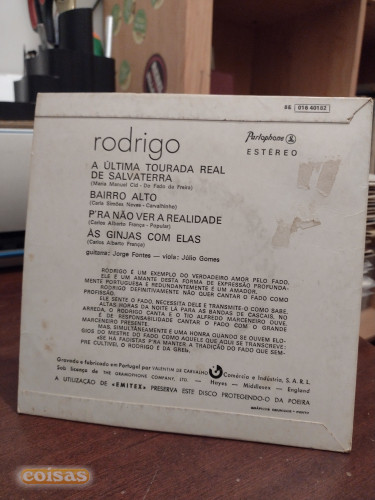 8E 016 40182
rodrigo
Parlophone
ESTÉREO
A ÚLTIMA TOURADA REAL
DE SALVATERRA
(Maria Manuel Cid - Do Fado da Freira)
BAIRRO ALTO
(Carlos Simões Neves - Carvalhinho)
P'RA NÃO VER A REALIDADE
(Carlos Alberto França - Popular)
ÀS GINJAS COM ELAS
(Carlos Alberto França)
guitarra: Jorge Fontes — viola: Júlio Gomes
RODRIGO É UM EXEMPLO DO VERDADEIRO AMOR PELO FADO.
ELE É UM AMANTE DESTA FORMA DE EXPRESSÃO PROFUNDA-
MENTE PORTUGUESA E REDUNDANTEMENTE É UM AMADOR.
RODRIGO DEFINITIVAMENTE NÃO QUER CANTAR O FADO COMO
PROFISSÃO.
ELE SENTE O FADO, NECESSITA DELE E TRANSMITE-O COMO SABE.
ALTAS HORAS DA NOITE LÁ PARA AS BANDAS DE CASCAIS, NO
ARREDA, O RODRIGO CANTA E O TIO ALFREDO MARCENEIRO OUVE.
É DE RESPONSABILIDADE CANTAR O FADO COM O GRANDE
MARCENEIRO PRESENTE.
MAS, SIMULTÂNEAMENTE É UMA HONRA QUANDO SE OUVEM ELO-
GIOS DO MESTRE DO FADO COMO AQUELE QUE AQUI SE TRANSCREVE:
«SE HÁ FADISTAS P'RA MANTER A TRADIÇÃO DO FADO QUE SEM-
PRE CULTIVEI, O RODRIGO É DA GREI».
Gravado e fabricado em Portugal por VALENTIM DE CARVALHO Comércio e Indústria, S. A. R. L.
Sob licença de THE GRAMOPHONE COMPANY, LTD. — Hayes - Middlesex — England
A UTILIZAÇÃO DE «EMITEX» PRESERVA ESTE DISCO PROTEGENDO-O DA POEIRA
coisas